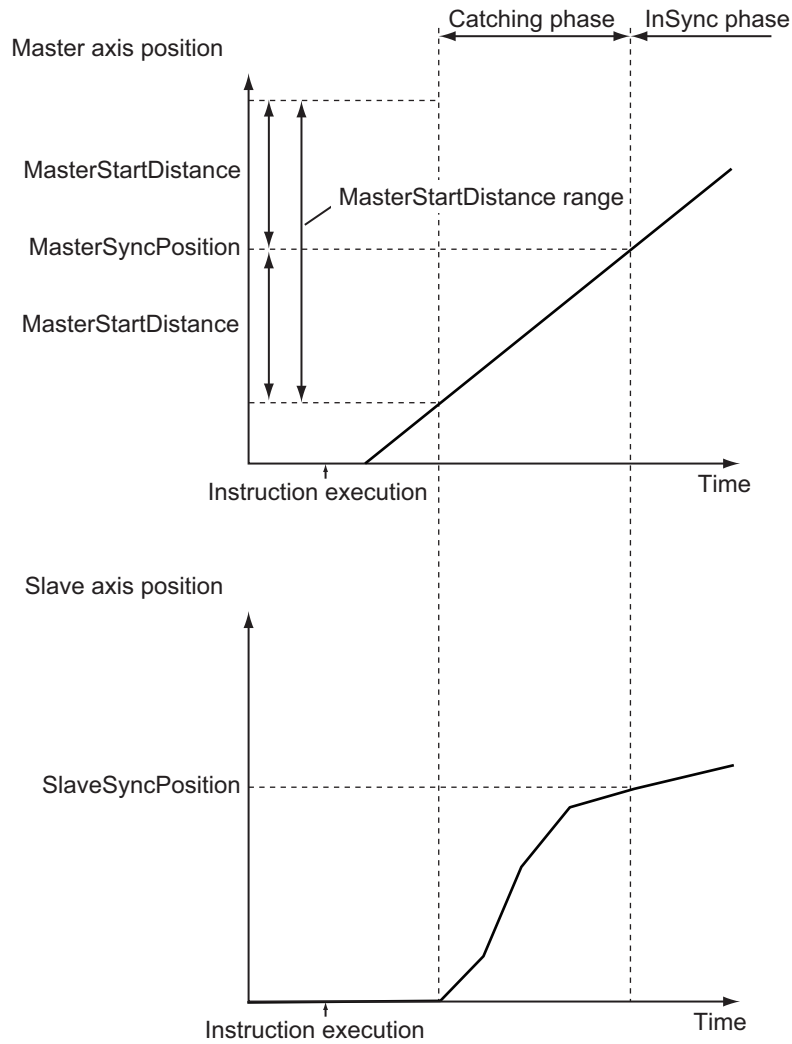 Catching phase
InSync phase
Master axis position
MasterStartDistance
MasterStartDistance range
MasterSyncPosition
MasterStartDistance
Instruction execution
Time
Slave axis position
SlaveSyncPosition
Instruction execution
Time